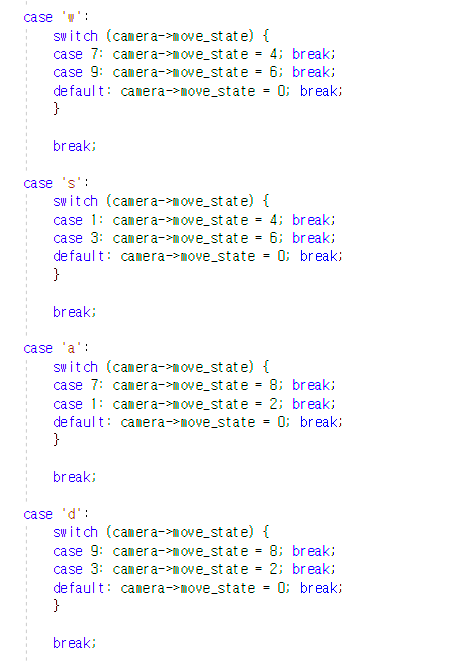 case 'w':
switch (camera->move_state) {
case 7: camera->move_state = 4; break;
case 9: camera->move_state = 6; break;
default: camera->move_state = 0; break;
}
break;
case 's':
switch (camera->move_state) {
case 1: camera->move_state = 4; break;
case 3: camera->move_state = 6; break;
default: camera->move_state = 0; break;
}
break;
case 'a':
switch (camera->move_state) {
case 7: camera->move_state = 8; break;
case 1: camera->move_state = 2; break;
default: camera->move_state = 0; break;
}
break;
case 'd':
switch (camera->move_state) {
case 9: camera->move_state = 8; break;
case 3: camera->move_state = 2; break;
default: camera->move_state = 0; break;
}
break;